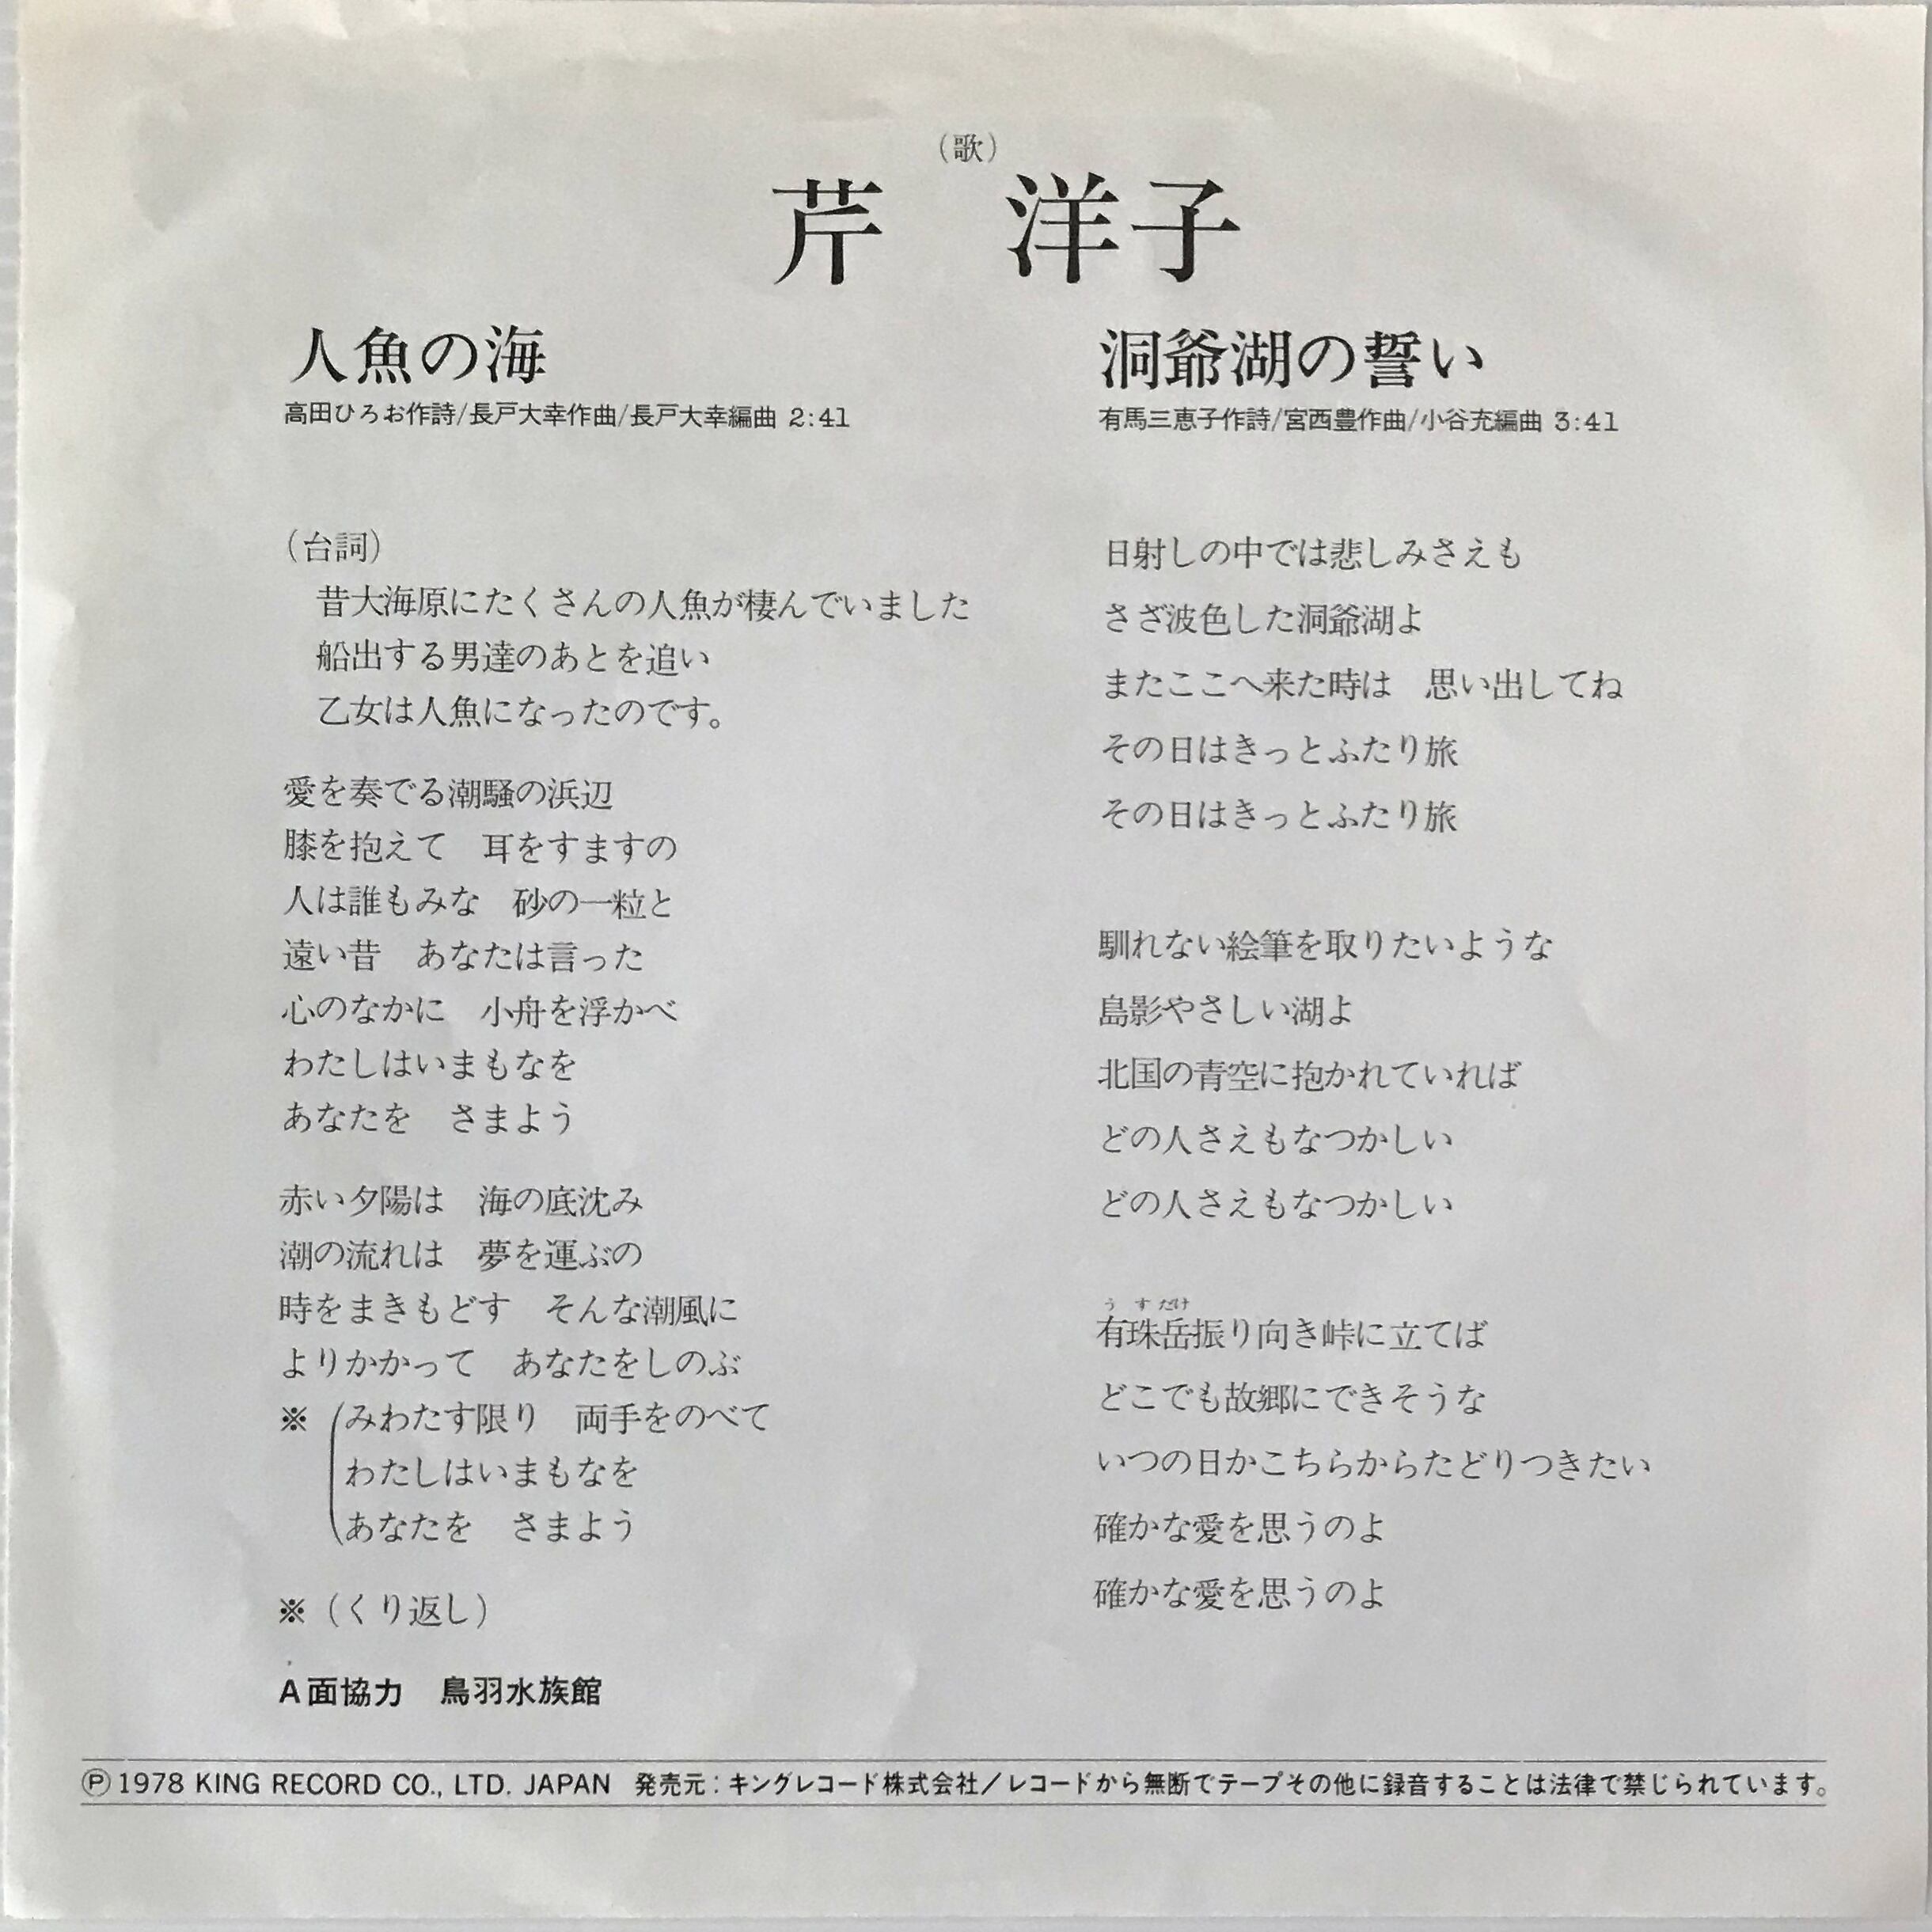 （歌）
芹　洋子
人魚の海
高田ひろお作詩/長戸大幸作曲/長戸大幸編曲 2:41
（台詞）
昔大海原にたくさんの人魚が棲んでいました
船出する男達のあとを追い
乙女は人魚になったのです。
愛を奏でる潮騒の浜辺
膝を抱えて　耳をすますの
人は誰もみな　砂の一粒と
遠い昔　あなたは言った
心のなかに　小舟を浮かべ
わたしはいまもなを
あなたを　さまよう
赤い夕陽は　海の底沈み
潮の流れは　夢を運ぶの
時をまきもどす　そんな潮風に
よりかかって　あなたをしのぶ
※（みわたす限り　両手をのべて
わたしはいまもなを
あなたを　さまよう
※（くり返し）
A面協力　鳥羽水族館
洞爺湖の誓い
有馬三恵子作詩/宮西豊作曲/小谷充編曲 3:41
日射しの中では悲しみさえも
さざ波色した洞爺湖よ
またここへ来た時は　思い出してね
その日はきっとふたり旅
その日はきっとふたり旅
馴れない絵筆を取りたいような
島影やさしい湖よ
北国の青空に抱かれていれば
どの人さえもなつかしい
どの人さえもなつかしい
うすだけ
有珠岳振り向き峠に立てば
どこでも故郷にできそうな
いつの日かこちらからたどりつきたい
確かな愛を思うのよ
確かな愛を思うのよ
Ⓟ1978 KING RECORD CO., LTD. JAPAN　発売元：キングレコード株式会社／レコードから無断でテープその他に録音することは法律で禁じられています。